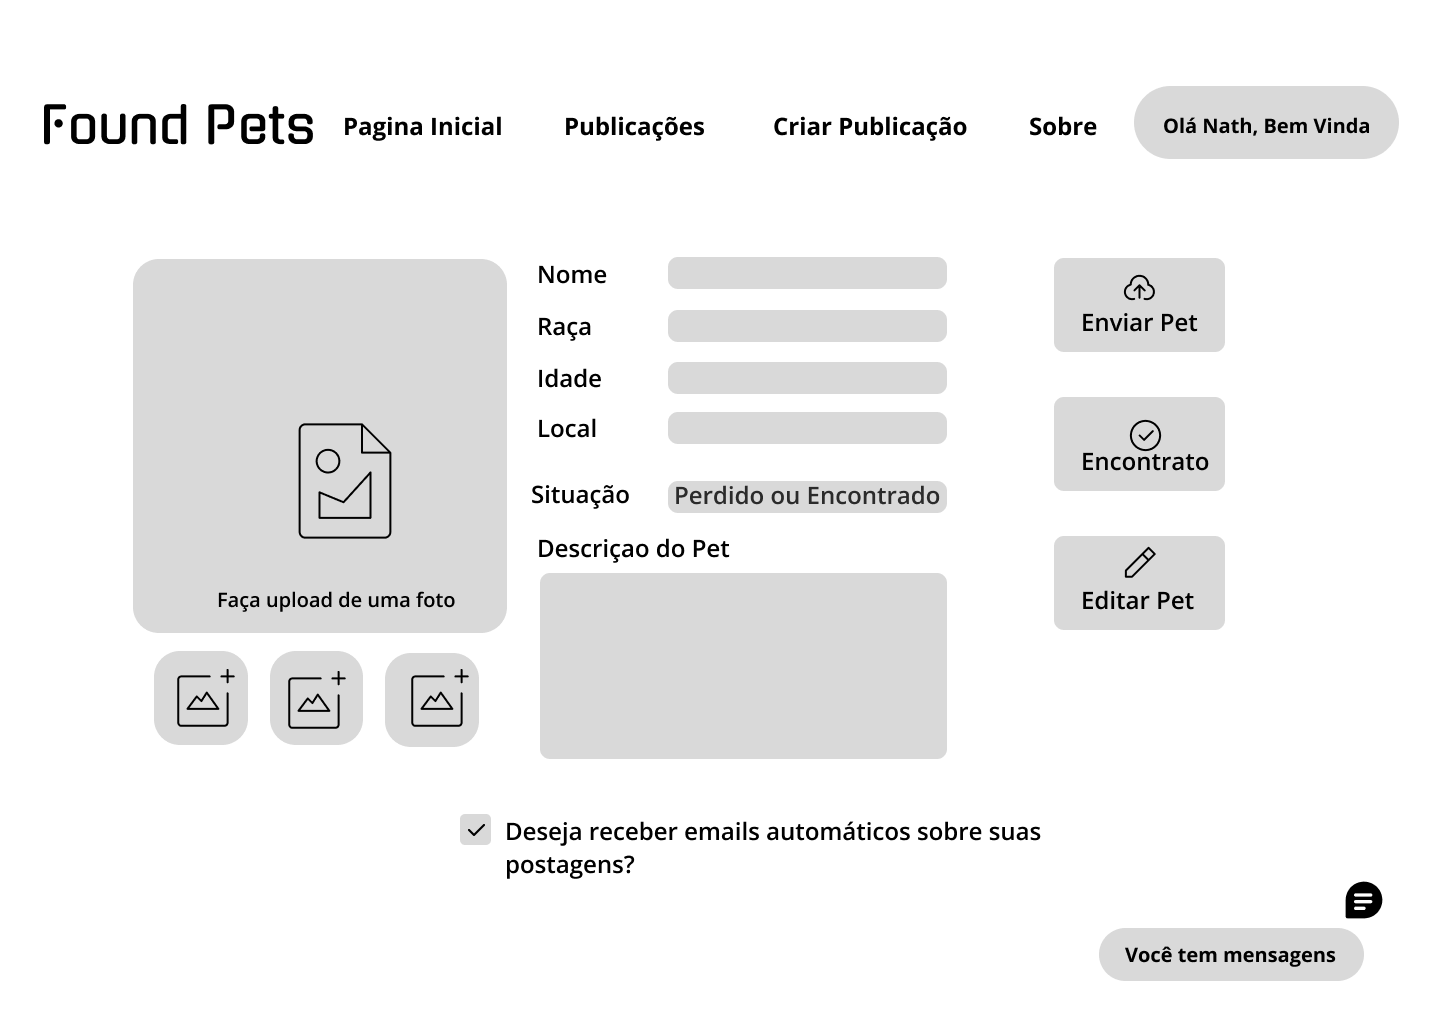 Found Pets
Pagina Inicial
Publicações
Criar Publicação
Sobre
Olá Nath, Bem Vinda
Faça upload de uma foto
Nome
Raça
Idade
Local
Situação
Perdido ou Encontrado
Descriçao do Pet
Enviar Pet
Encontrato
Editar Pet
Deseja receber emails automáticos sobre suas
postagens?
Você tem mensagens